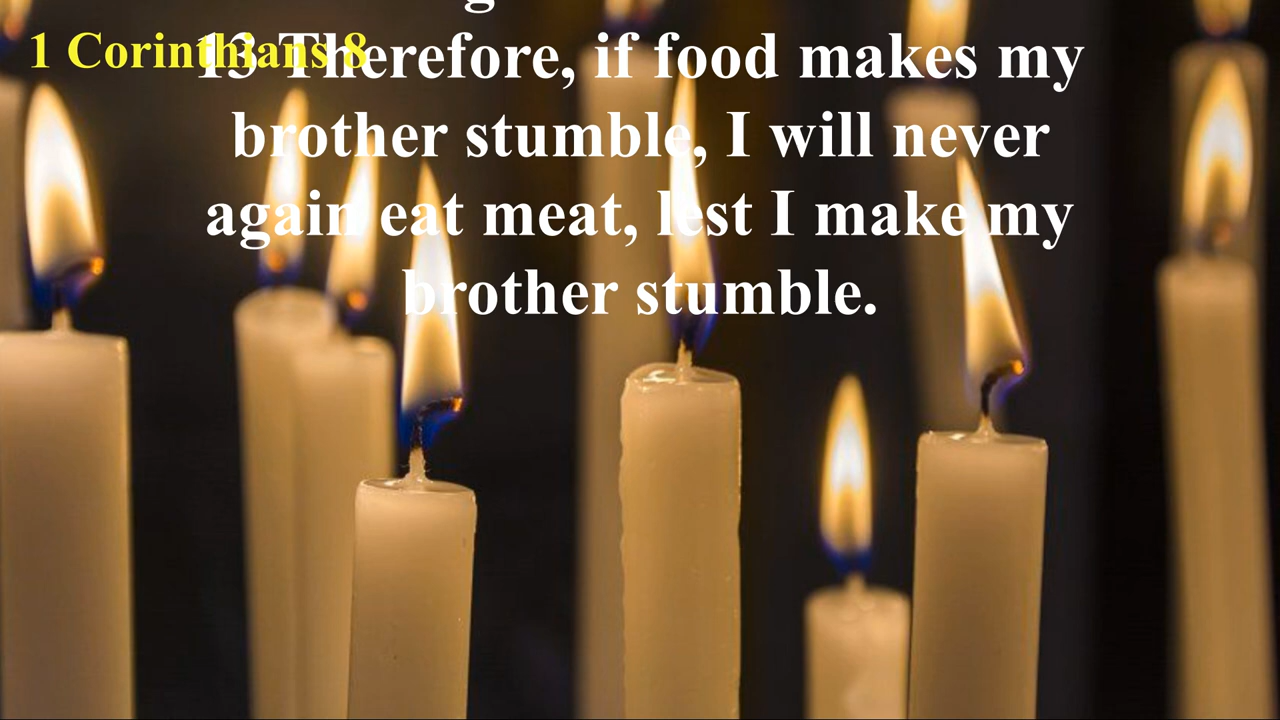 1 Corinthians 8
13 Therefore, if food makes my
brother stumble, I will never
again eat meat, lest I make my
brother stumble.